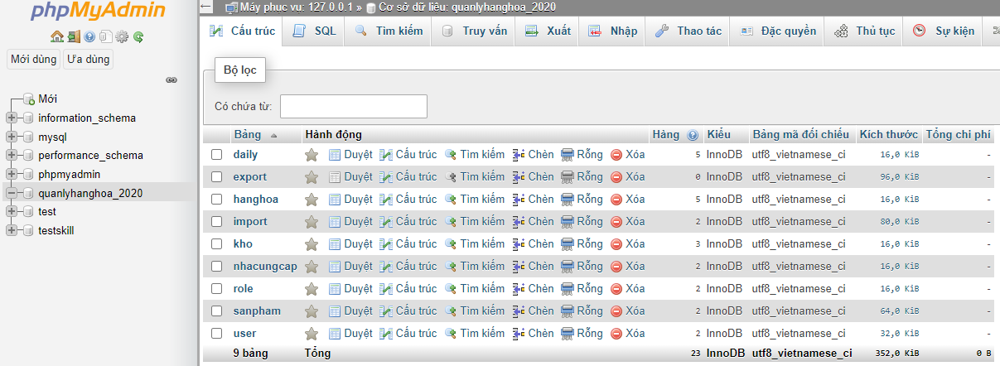 phpMyAdmin
Mới dùng Ưa dùng
Mới
information_schema
mysql
performance_schema
phpmyadmin
quanlyhanghoa_2020
test
testskill
Máy phục vụ: 127.0.0.1 » Cơ sở dữ liệu: quanlyhanghoa_2020
Cấu trúc SQL Tìm kiếm Truy vấn Xuất Nhập Thao tác Đặc quyền Thủ tục Sự kiện
Bộ lọc
Có chứa từ:
Bảng Hành động Hàng Kiểu Bảng mã đối chiếu Kích thước Tổng chi phí
daily Duyệt Cấu trúc Tìm kiếm Chèn Rỗng Xóa 5 InnoDB utf8_vietnamese_ci 16,0 KiB -
export Duyệt Cấu trúc Tìm kiếm Chèn Rỗng Xóa 0 InnoDB utf8_vietnamese_ci 96,0 KiB -
hanghoa Duyệt Cấu trúc Tìm kiếm Chèn Rỗng Xóa 5 InnoDB utf8_vietnamese_ci 16,0 KiB -
import Duyệt Cấu trúc Tìm kiếm Chèn Rỗng Xóa 2 InnoDB utf8_vietnamese_ci 80,0 KiB -
kho Duyệt Cấu trúc Tìm kiếm Chèn Rỗng Xóa 3 InnoDB utf8_vietnamese_ci 16,0 KiB -
nhacungcap Duyệt Cấu trúc Tìm kiếm Chèn Rỗng Xóa 2 InnoDB utf8_vietnamese_ci 16,0 KiB -
role Duyệt Cấu trúc Tìm kiếm Chèn Rỗng Xóa 2 InnoDB utf8_vietnamese_ci 16,0 KiB -
sanpham Duyệt Cấu trúc Tìm kiếm Chèn Rỗng Xóa 2 InnoDB utf8_vietnamese_ci 64,0 KiB -
user Duyệt Cấu trúc Tìm kiếm Chèn Rỗng Xóa 2 InnoDB utf8_vietnamese_ci 32,0 KiB -
9 bảng Tổng 23 InnoDB utf8_vietnamese_ci 352,0 KiB 0 B